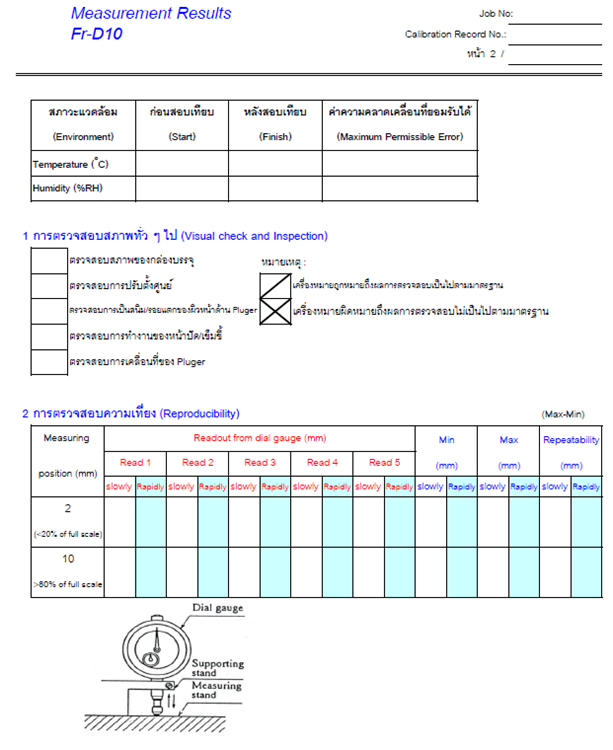 Measurement Results
Fr-D10
Job No:
Calibration Record No.:
หน้า 2 /
สภาวะแวดล้อม ก่อนสอบเทียบ หลังสอบเทียบ ค่าความคลาดเคลื่อนที่ยอมรับได้
(Environment) (Start) (Finish) (Maximum Permissible Error)
Temperature (°C)
Humidity (%RH)
1 การตรวจสอบสภาพทั่ว ๆ ไป (Visual check and Inspection)
ตรวจสอบสภาพของกล่องบรรจุ
หมายเหตุ :
ตรวจสอบการปรับตั้งศูนย์
เครื่องหมายถูกหมายถึงผลการตรวจสอบเป็นไปตามมาตรฐาน
ตรวจสอบการเป็นสนิม/รอยแตกของผิวหน้าด้าน Pluger
เครื่องหมายผิดหมายถึงผลการตรวจสอบไม่เป็นไปตามมาตรฐาน
ตรวจสอบการทำงานของหน้าปัด/เข็มชี้
ตรวจสอบการเคลื่อนที่ของ Pluger
2 การตรวจสอบความเที่ยง (Reproducibility)
(Max-Min)
Measuring Readout from dial gauge (mm) Min Max Repeatability
position (mm) Read 1 Read 2 Read 3 Read 4 Read 5 (mm) (mm) (mm)
slowly Rapidly slowly Rapidly slowly Rapidly slowly Rapidly slowly Rapidly slowly Rapidly slowly Rapidly slowly Rapidly
2
(<20% of full scale)
10
>80% of full scale
Dial gauge
Supporting
stand
Measuring
stand